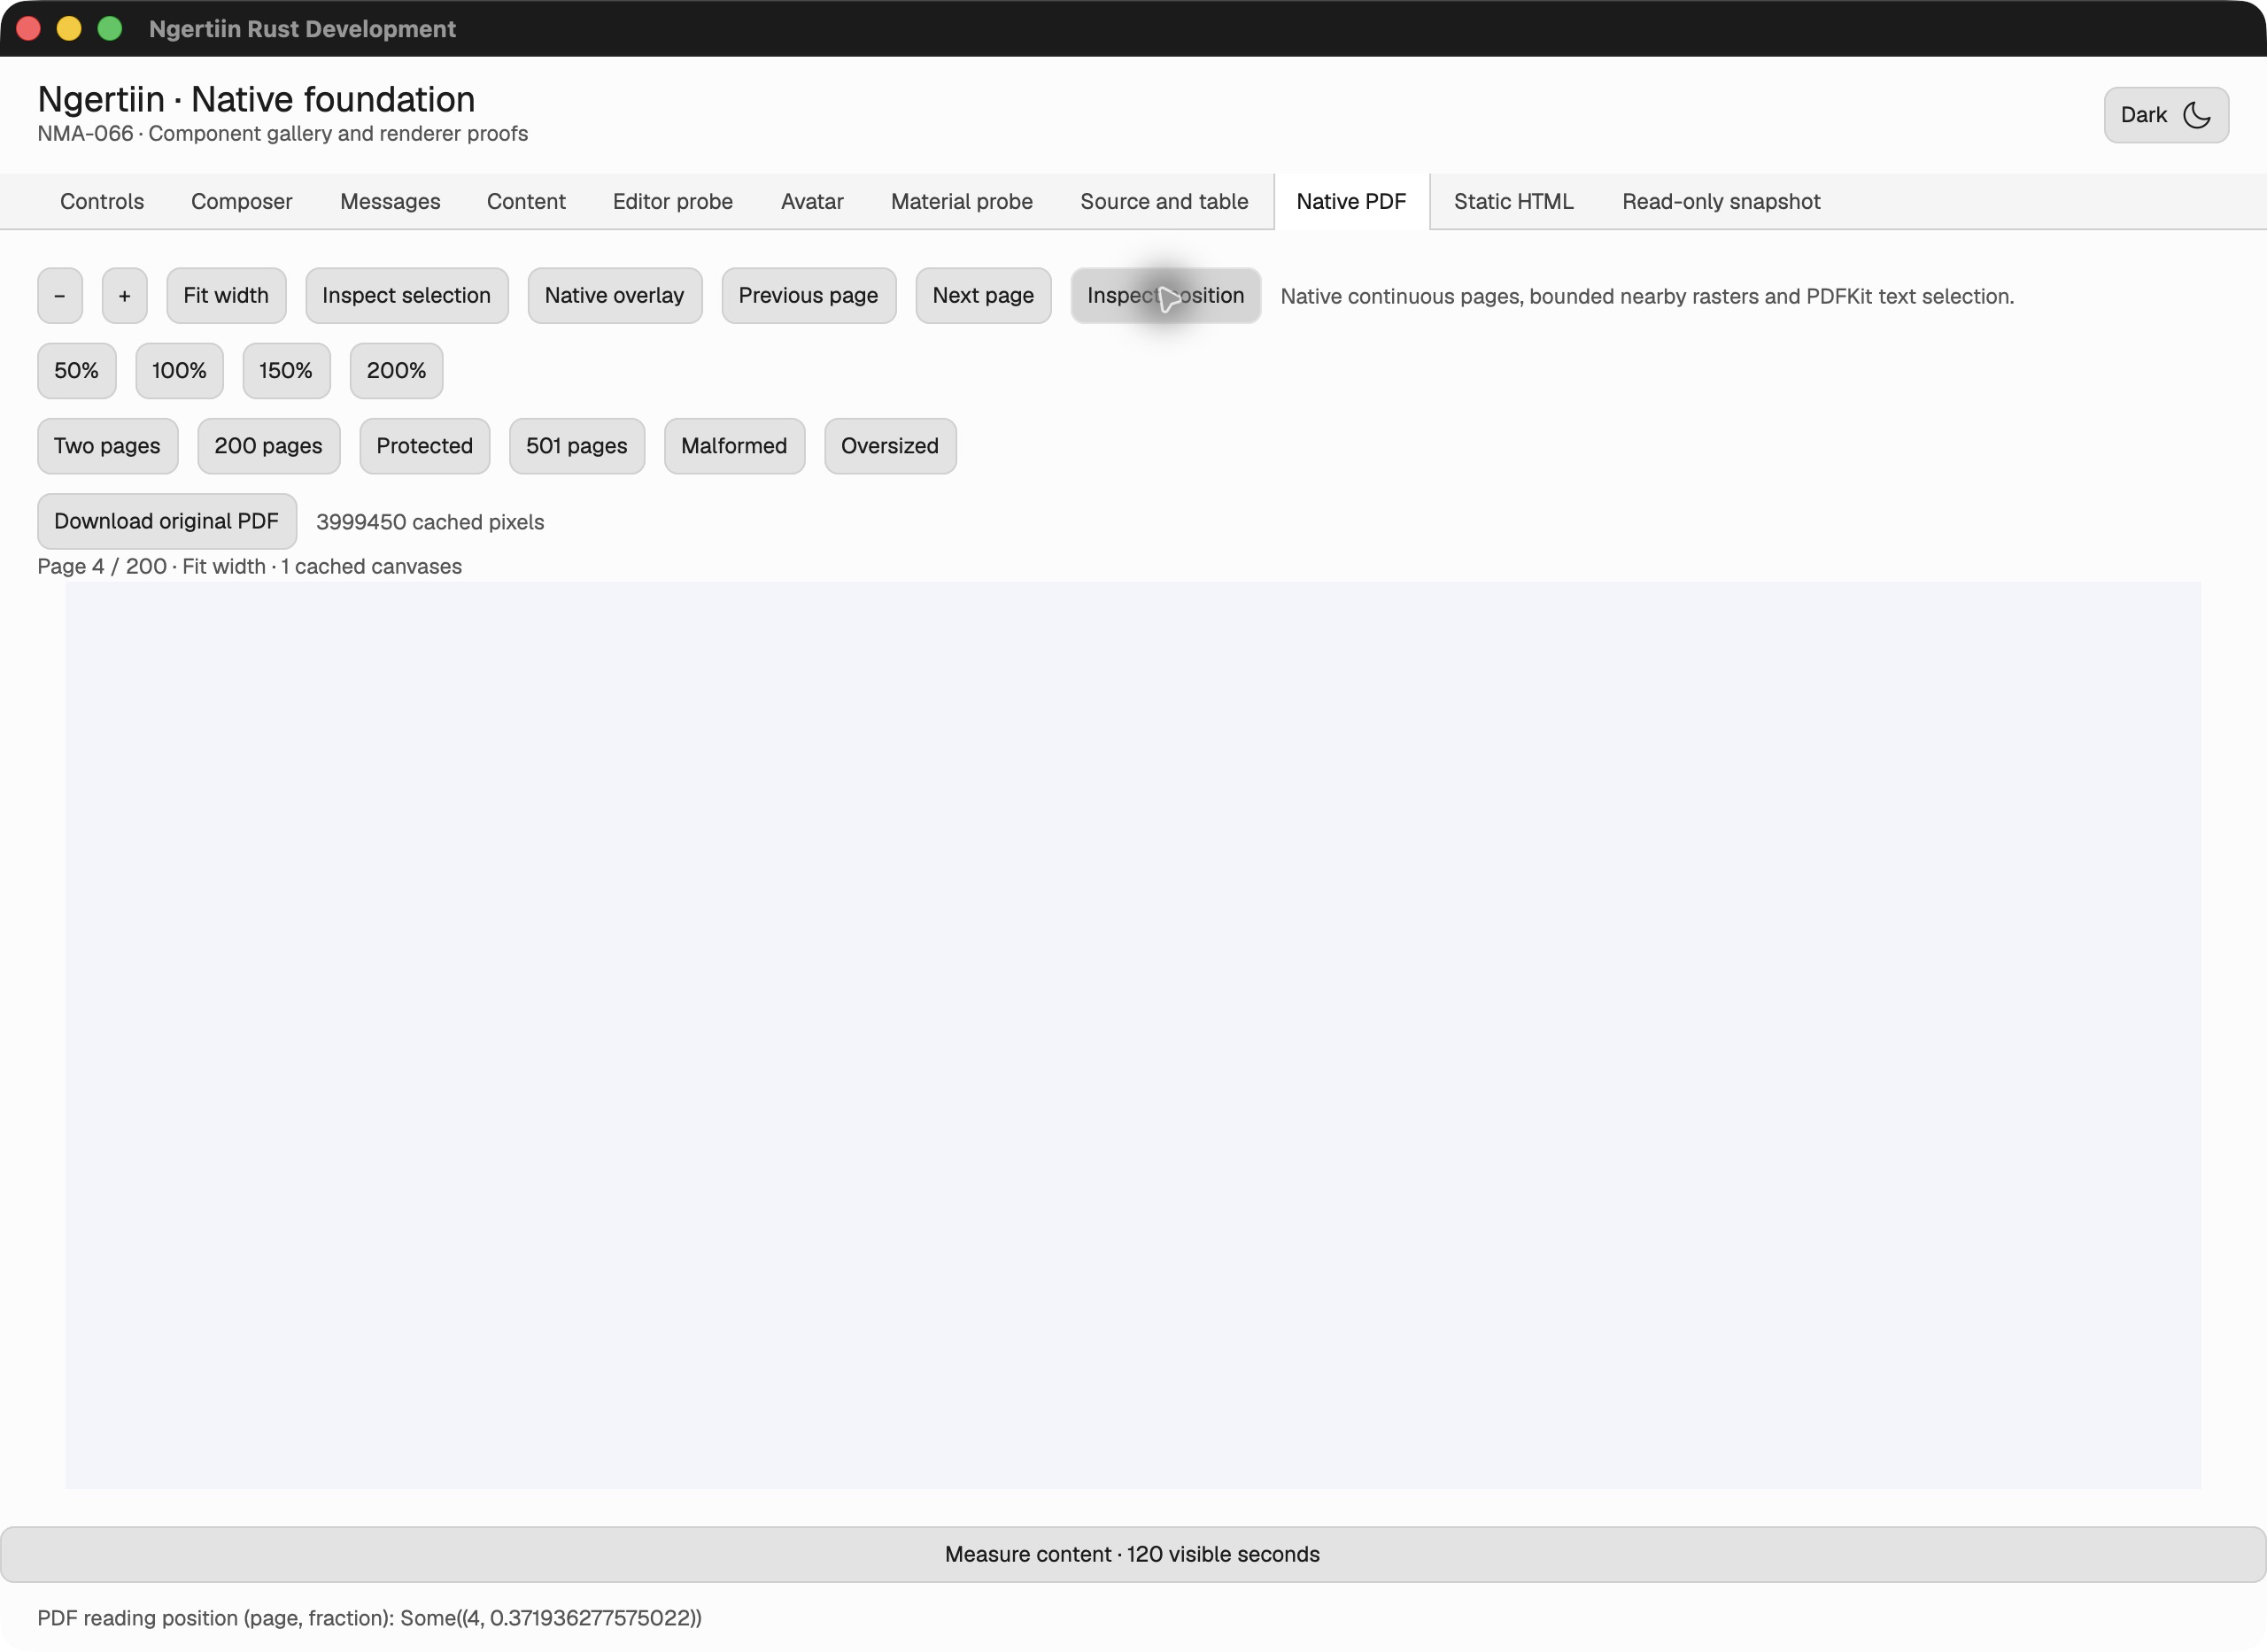 Ngertiin Rust Development
Ngertiin · Native foundation
NMA-066 · Component gallery and renderer proofs
Dark
Controls Composer Messages Content Editor probe Avatar Material probe Source and table Native PDF Static HTML Read-only snapshot
− + Fit width Inspect selection Native overlay Previous page Next page Inspect position Native continuous pages, bounded nearby rasters and PDFKit text selection.
50% 100% 150% 200%
Two pages 200 pages Protected 501 pages Malformed Oversized
Download original PDF 3999450 cached pixels
Page 4 / 200 · Fit width · 1 cached canvases
Measure content · 120 visible seconds
PDF reading position (page, fraction): Some((4, 0.371936277575022))